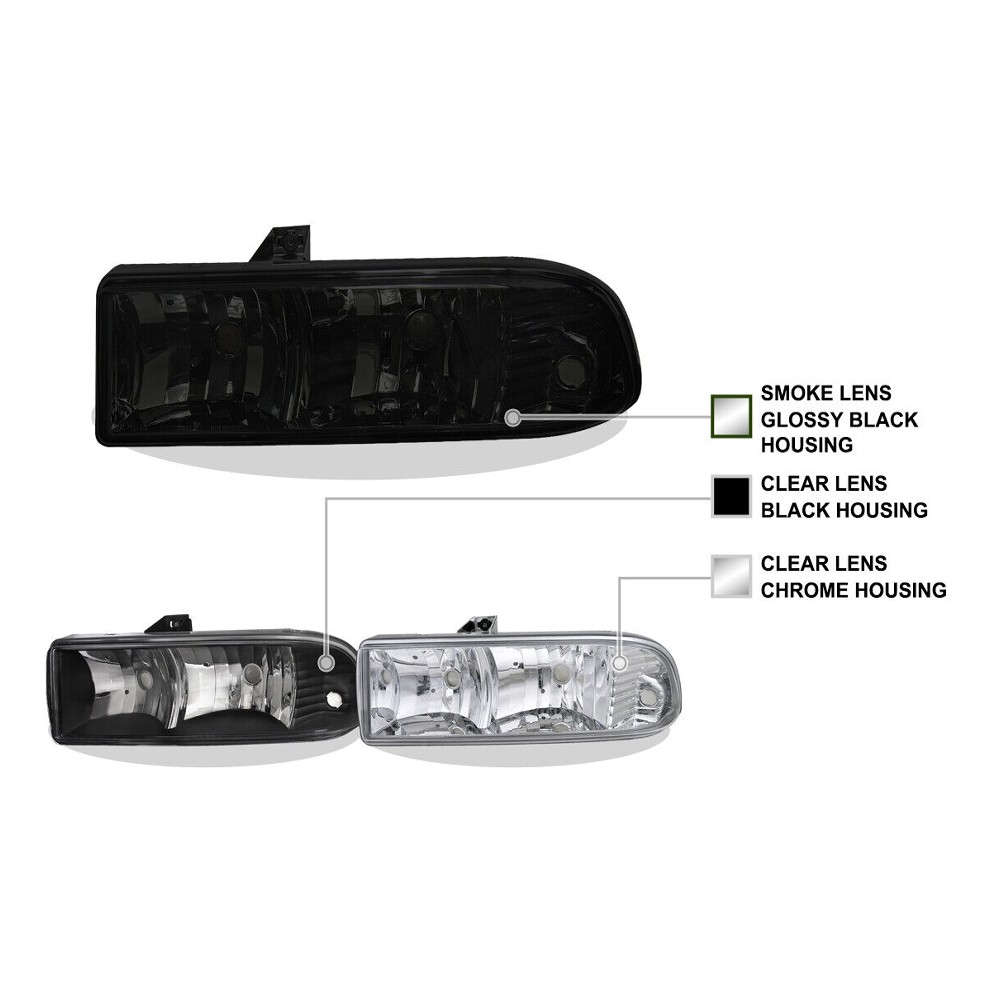 SMOKE LENS
GLOSSY BLACK
HOUSING
CLEAR LENS
BLACK HOUSING
CLEAR LENS
CHROME HOUSING